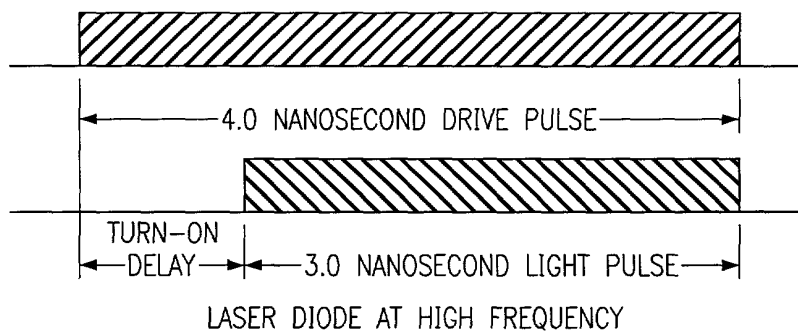 4.0 NANOSECOND DRIVE PULSE
TURN-ON
DELAY
3.0 NANOSECOND LIGHT PULSE
LASER DIODE AT HIGH FREQUENCY